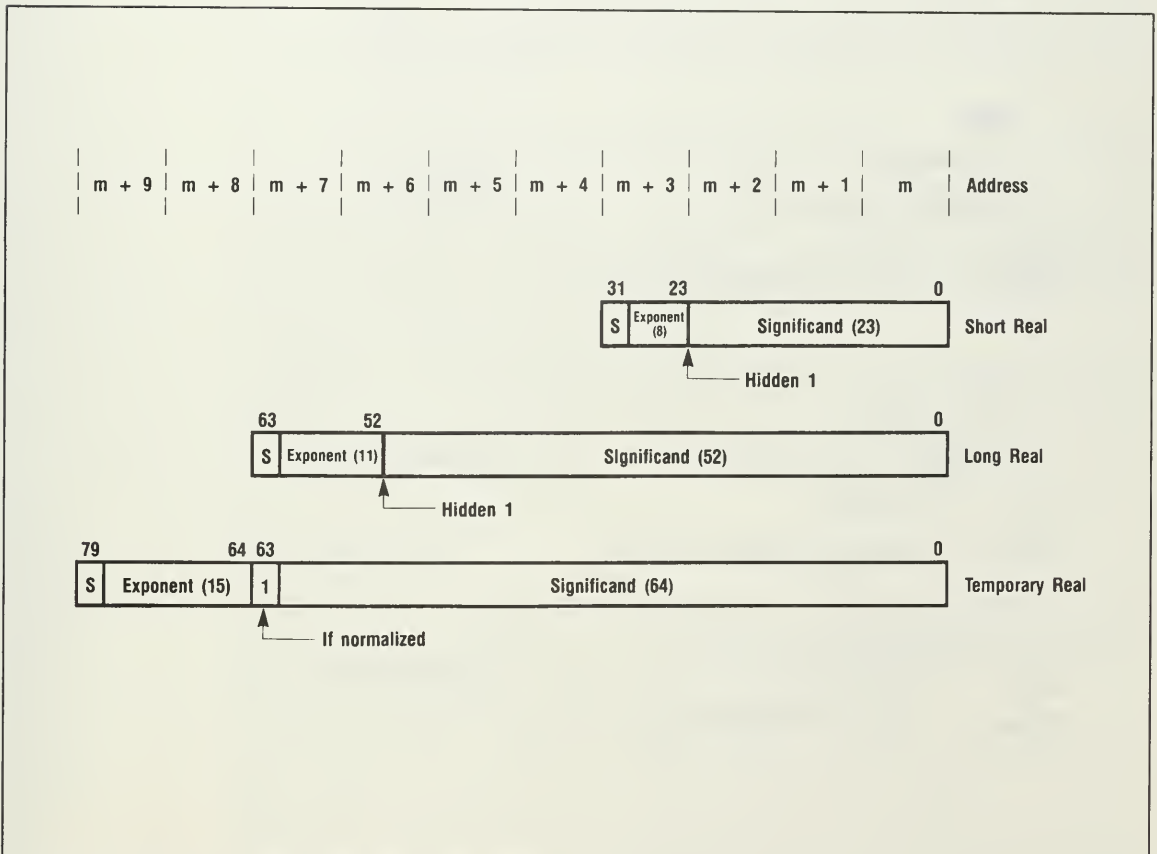 m + 9 m + 8 m + 7 m + 6 m + 5 m + 4 m + 3 m + 2 m + 1 m Address
31 23 0
S Exponent (8) Significand (23) Short Real
Hidden 1
63 52 0
S Exponent (11) Significand (52) Long Real
Hidden 1
79 64 63 0
S Exponent (15) 1 Significand (64) Temporary Real
If normalized